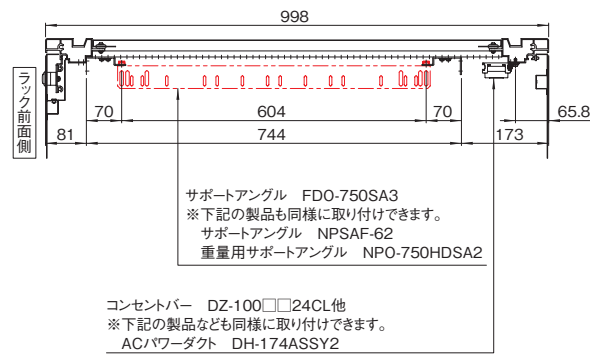 998
ラック前面側
70
604
70
65.8
81
744
173
サポートアングル　FDO-750SA3
※下記の製品も同様に取り付けできます。
サポートアングル　NPSAF-62
重量用サポートアングル　NPO-750HDSA2
コンセントバー　DZ-100□□24CL他
※下記の製品なども同様に取り付けできます。
ACパワーダクト　DH-174ASSY2